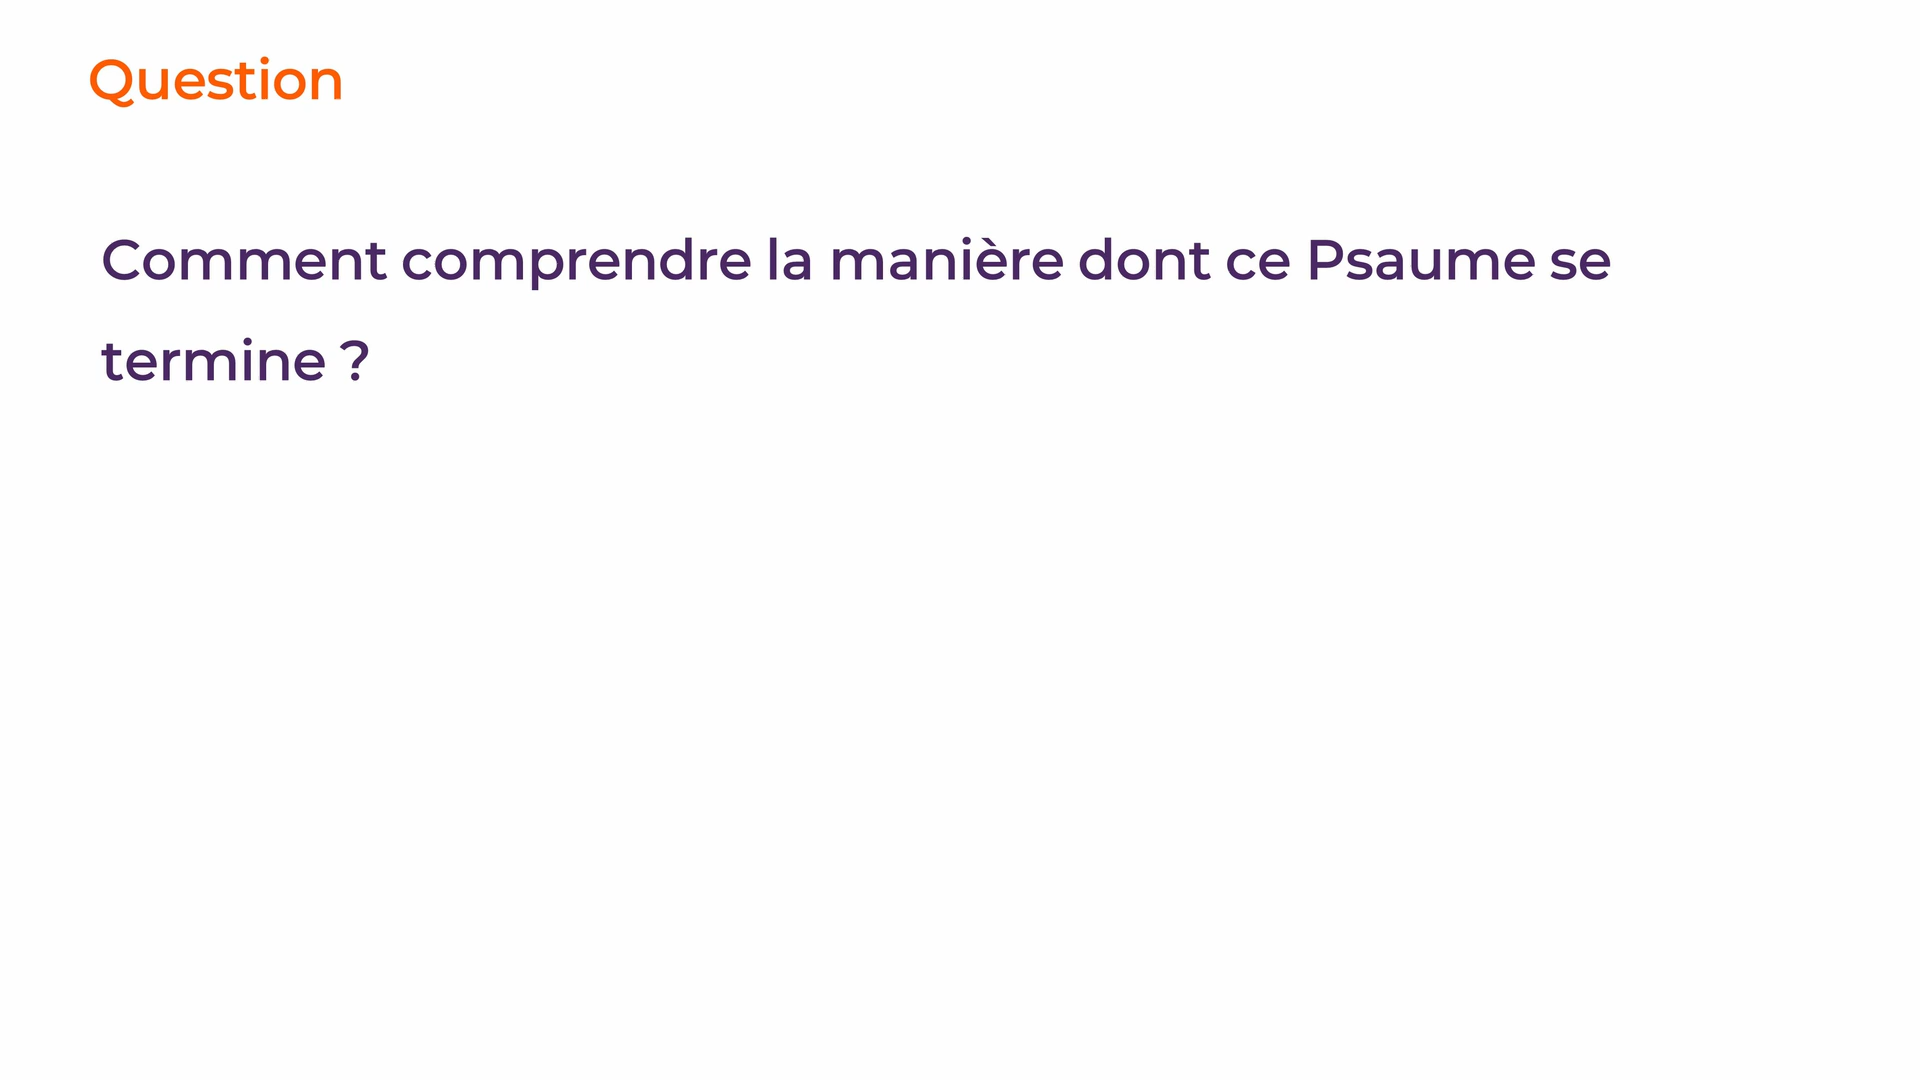 Question
Comment comprendre la manière dont ce Psaume se
termine ?